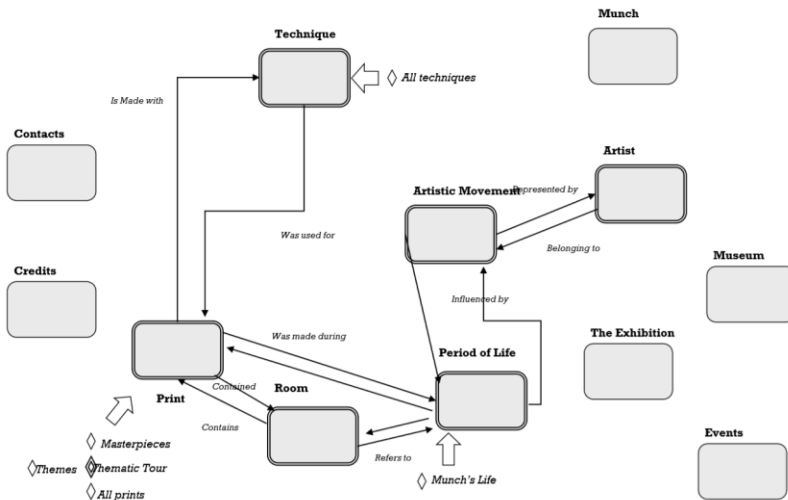 Munch
Technique
All techniques
Is Made with
Contacts
Artist
Artistic Movement
Represented by
Was used for
Belonging to
Museum
Credits
Influenced by
The Exhibition
Was made during
Period of Life
Contained
Room
Print
Contains
Masterpieces
Themes
Thematic Tour
Refers to
Events
Munch's Life
All prints